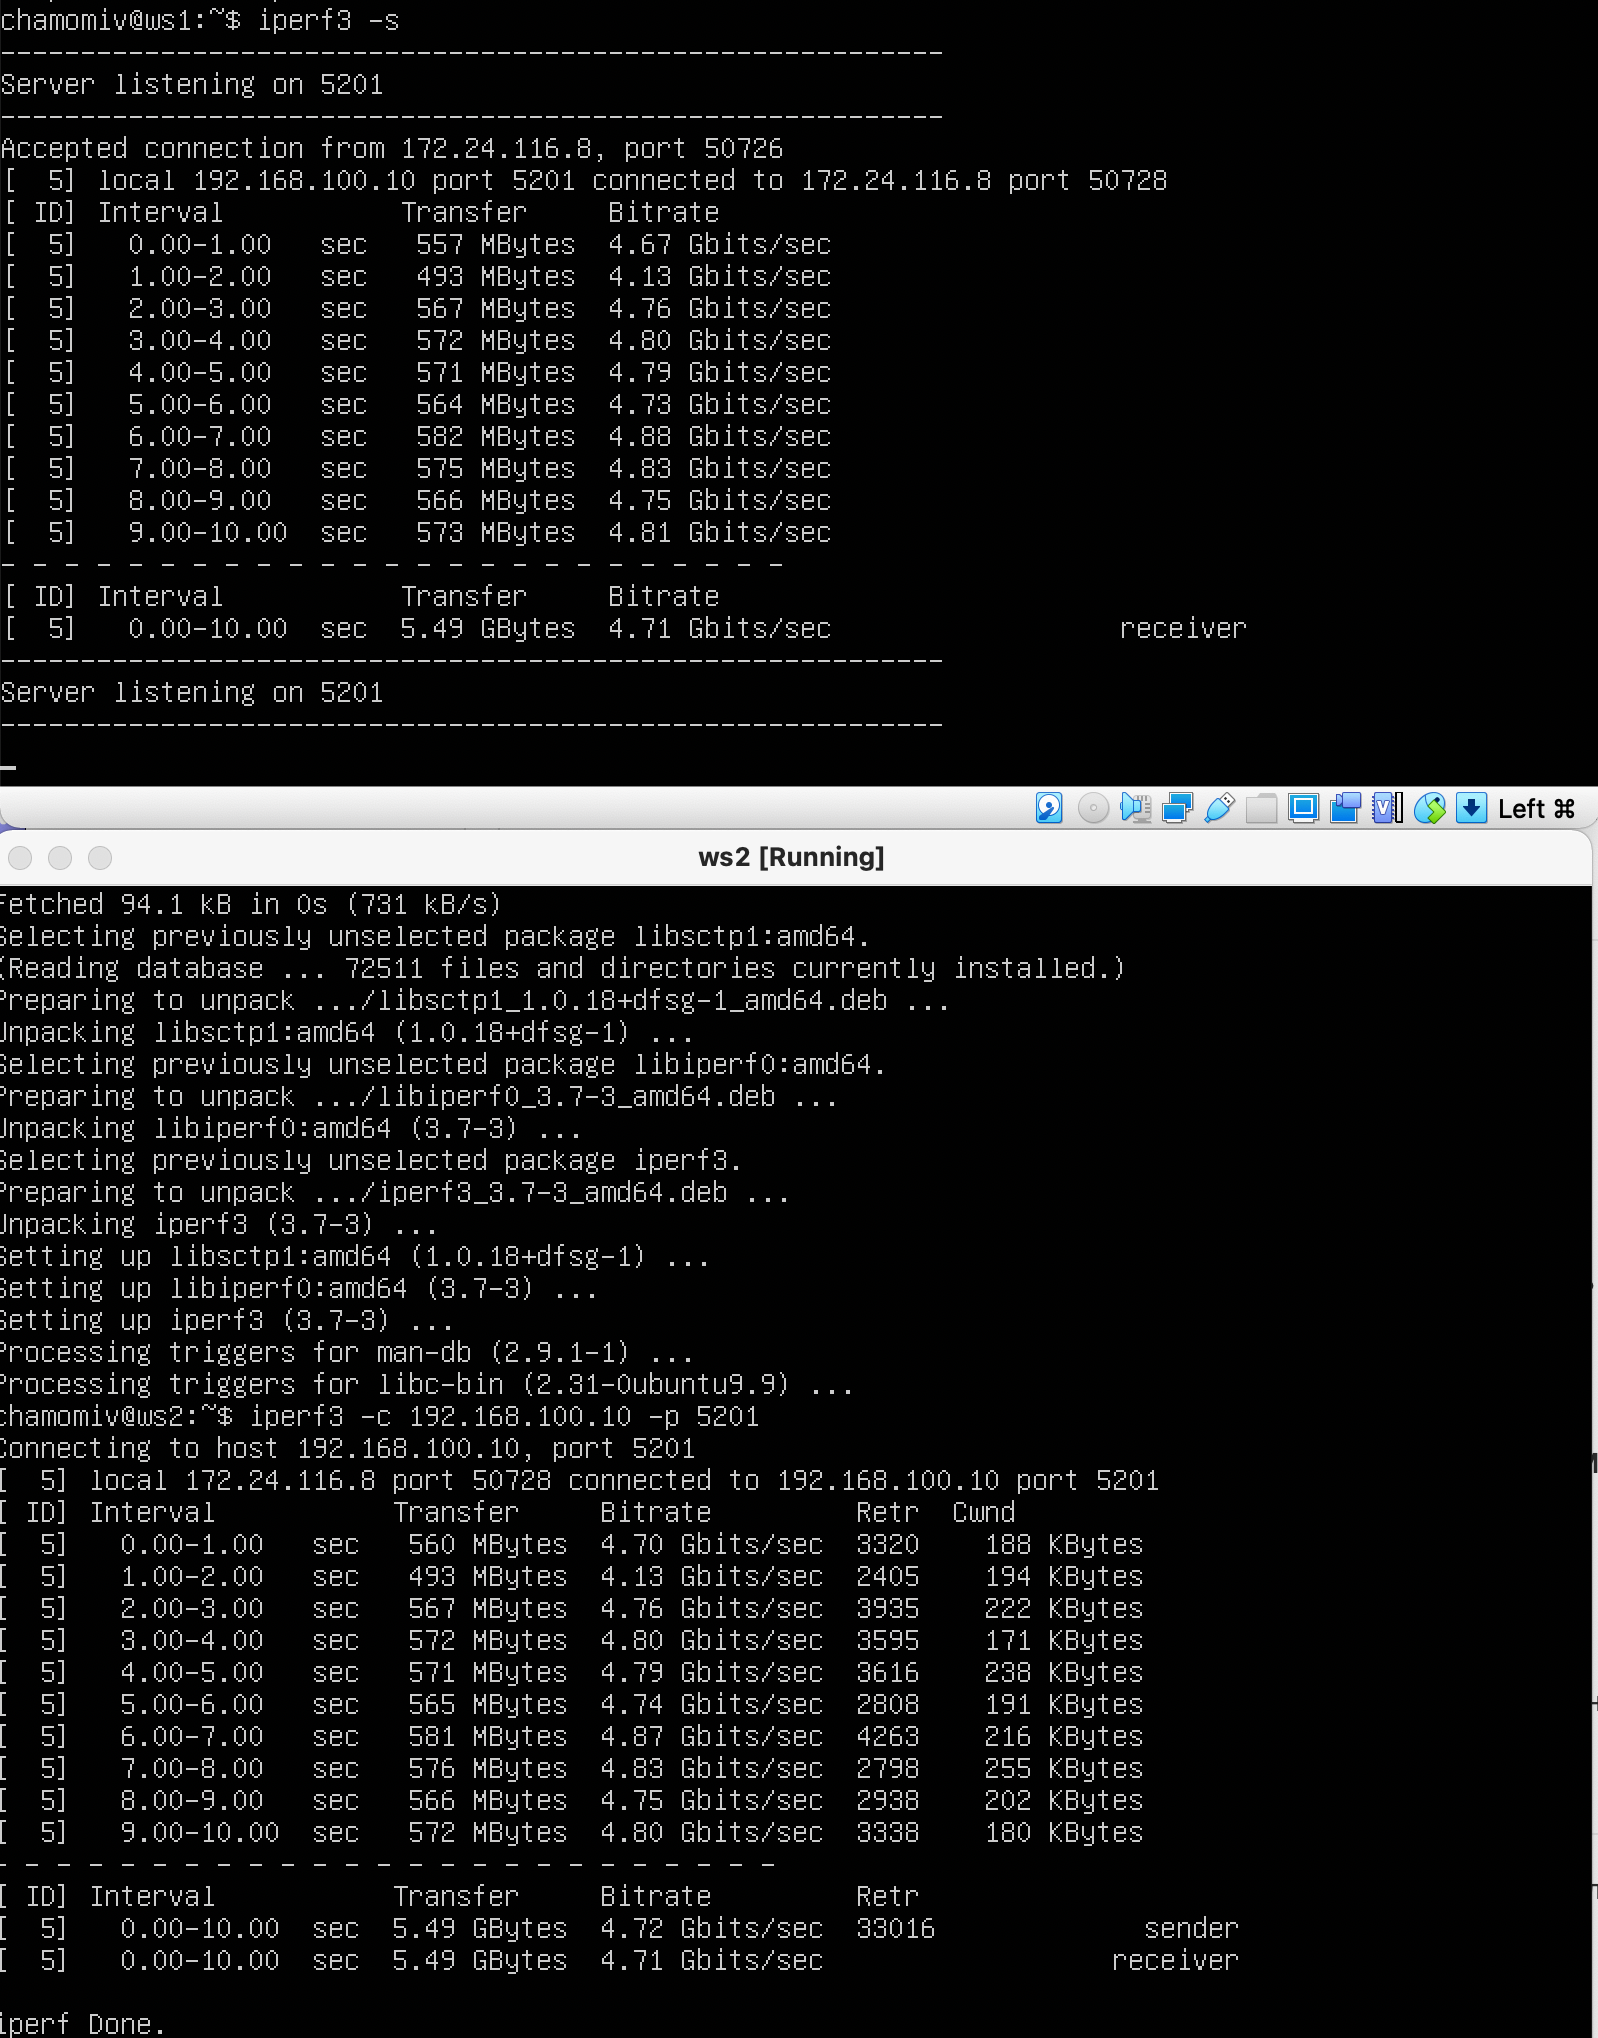 chamomiv@ws1:~$ iperf3 -s
-----------------------------------------------------------
Server listening on 5201
-----------------------------------------------------------
Accepted connection from 172.24.116.8, port 50726
[  5] local 192.168.100.10 port 5201 connected to 172.24.116.8 port 50728
[ ID] Interval           Transfer     Bitrate
[  5]   0.00-1.00   sec   557 MBytes  4.67 Gbits/sec
[  5]   1.00-2.00   sec   493 MBytes  4.13 Gbits/sec
[  5]   2.00-3.00   sec   567 MBytes  4.76 Gbits/sec
[  5]   3.00-4.00   sec   572 MBytes  4.80 Gbits/sec
[  5]   4.00-5.00   sec   571 MBytes  4.79 Gbits/sec
[  5]   5.00-6.00   sec   564 MBytes  4.73 Gbits/sec
[  5]   6.00-7.00   sec   582 MBytes  4.88 Gbits/sec
[  5]   7.00-8.00   sec   575 MBytes  4.83 Gbits/sec
[  5]   8.00-9.00   sec   566 MBytes  4.75 Gbits/sec
[  5]   9.00-10.00  sec   573 MBytes  4.81 Gbits/sec
- - - - - - - - - - - - - - - - - - - - - - - - -
[ ID] Interval           Transfer     Bitrate
[  5]   0.00-10.00  sec  5.49 GBytes  4.71 Gbits/sec                  receiver
-----------------------------------------------------------
Server listening on 5201
-----------------------------------------------------------
_
Left ⌘
ws2 [Running]
Fetched 94.1 kB in 0s (731 kB/s)
Selecting previously unselected package libsctp1:amd64.
(Reading database ... 72511 files and directories currently installed.)
Preparing to unpack .../libsctp1_1.0.18+dfsg-1_amd64.deb ...
Unpacking libsctp1:amd64 (1.0.18+dfsg-1) ...
Selecting previously unselected package libiperf0:amd64.
Preparing to unpack .../libiperf0_3.7-3_amd64.deb ...
Unpacking libiperf0:amd64 (3.7-3) ...
Selecting previously unselected package iperf3.
Preparing to unpack .../iperf3_3.7-3_amd64.deb ...
Unpacking iperf3 (3.7-3) ...
Setting up libsctp1:amd64 (1.0.18+dfsg-1) ...
Setting up libiperf0:amd64 (3.7-3) ...
Setting up iperf3 (3.7-3) ...
Processing triggers for man-db (2.9.1-1) ...
Processing triggers for libc-bin (2.31-0ubuntu9.9) ...
chamomiv@ws2:~$ iperf3 -c 192.168.100.10 -p 5201
Connecting to host 192.168.100.10, port 5201
[  5] local 172.24.116.8 port 50728 connected to 192.168.100.10 port 5201
[ ID] Interval           Transfer     Bitrate         Retr  Cwnd
[  5]   0.00-1.00   sec   560 MBytes  4.70 Gbits/sec  3320    188 KBytes
[  5]   1.00-2.00   sec   493 MBytes  4.13 Gbits/sec  2405    194 KBytes
[  5]   2.00-3.00   sec   567 MBytes  4.76 Gbits/sec  3935    222 KBytes
[  5]   3.00-4.00   sec   572 MBytes  4.80 Gbits/sec  3595    171 KBytes
[  5]   4.00-5.00   sec   571 MBytes  4.79 Gbits/sec  3616    238 KBytes
[  5]   5.00-6.00   sec   565 MBytes  4.74 Gbits/sec  2808    191 KBytes
[  5]   6.00-7.00   sec   581 MBytes  4.87 Gbits/sec  4263    216 KBytes
[  5]   7.00-8.00   sec   576 MBytes  4.83 Gbits/sec  2798    255 KBytes
[  5]   8.00-9.00   sec   566 MBytes  4.75 Gbits/sec  2938    202 KBytes
[  5]   9.00-10.00  sec   572 MBytes  4.80 Gbits/sec  3338    180 KBytes
- - - - - - - - - - - - - - - - - - - - - - - - -
[ ID] Interval           Transfer     Bitrate         Retr
[  5]   0.00-10.00  sec  5.49 GBytes  4.72 Gbits/sec  33016             sender
[  5]   0.00-10.00  sec  5.49 GBytes  4.71 Gbits/sec                  receiver
iperf Done.